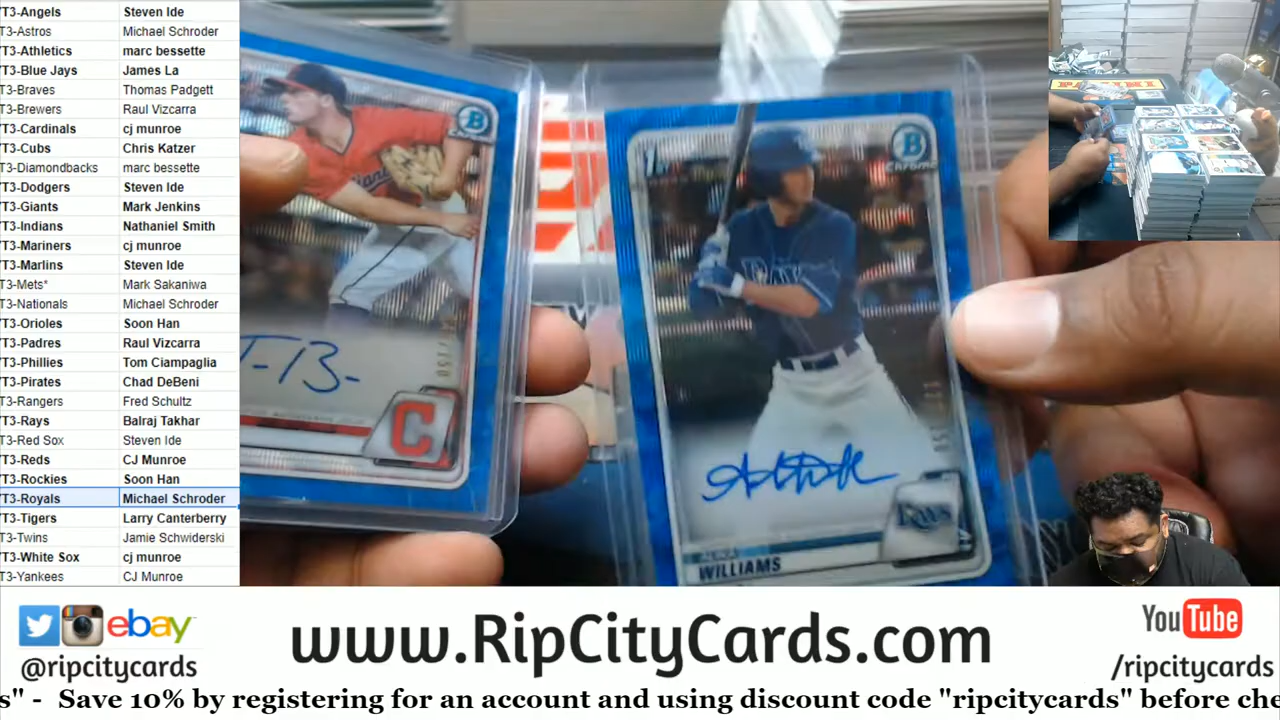 T3-Angels Steven Ide
T3-Astros Michael Schroder
T3-Athletics marc bessette
T3-Blue Jays James La
T3-Braves Thomas Padgett
T3-Brewers Raul Vizcarra
T3-Cardinals cj munroe
T3-Cubs Chris Katzer
T3-Diamondbacks marc bessette
T3-Dodgers Steven Ide
T3-Giants Mark Jenkins
T3-Indians Nathaniel Smith
T3-Mariners cj munroe
T3-Marlins Steven Ide
T3-Mets* Mark Sakaniwa
T3-Nationals Michael Schroder
T3-Orioles Soon Han
T3-Padres Raul Vizcarra
T3-Phillies Tom Ciampaglia
T3-Pirates Chad DeBeni
T3-Rangers Fred Schultz
T3-Rays Balraj Takhar
T3-Red Sox Steven Ide
T3-Reds CJ Munroe
T3-Rockies Soon Han
T3-Royals Michael Schroder
T3-Tigers Larry Canterberry
T3-Twins Jamie Schwiderski
T3-White Sox cj munroe
T3-Yankees CJ Munroe
B
C
1st
B
Chrome
RAYS
Rays
WILLIAMS
PANINI
ebay
@ripcitycards
www.RipCityCards.com
YouTube
/ripcitycards
s" - Save 10% by registering for an account and using discount code "ripcitycards" before che